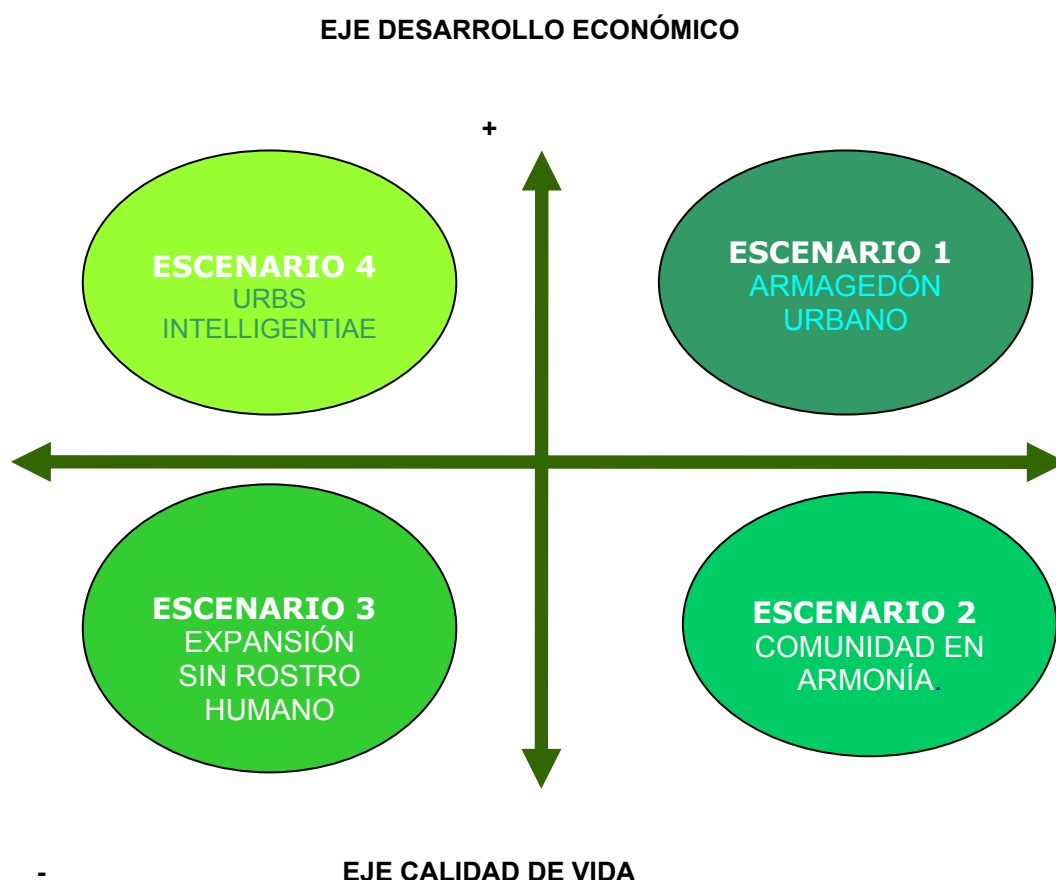 EJE DESARROLLO ECONÓMICO
+
ESCENARIO 4
URBS
INTELLIGENTIAE
ESCENARIO 1
ARMAGEDÓN
URBANO
ESCENARIO 3
EXPANSIÓN
SIN ROSTRO
HUMANO
ESCENARIO 2
COMUNIDAD EN
ARMONÍA.
- EJE CALIDAD DE VIDA